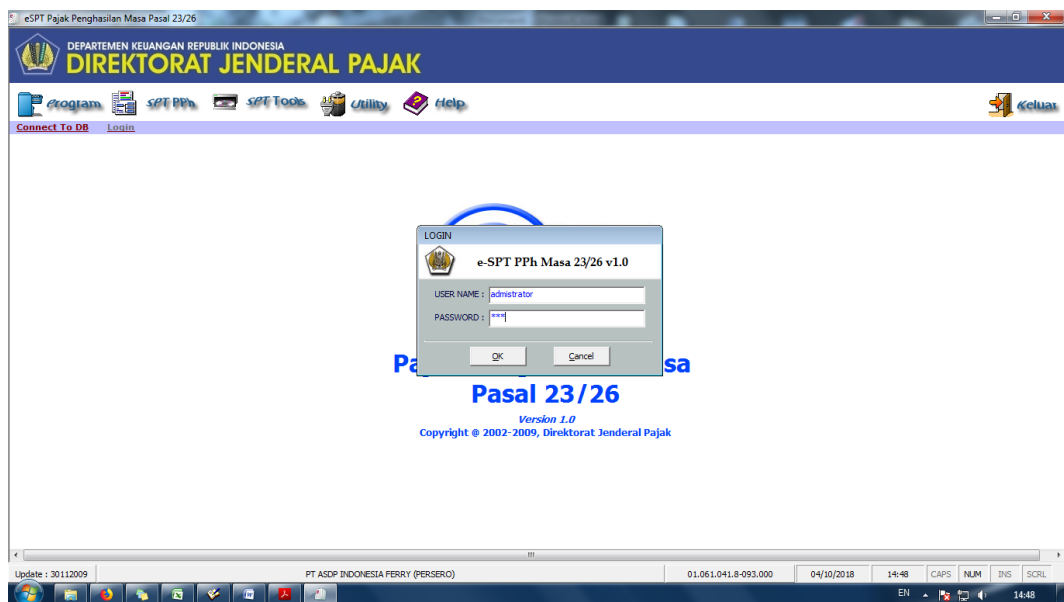 eSPT Pajak Penghasilan Masa Pasal 23/26
DEPARTEMEN KEUANGAN REPUBLIK INDONESIA
DIREKTORAT JENDERAL PAJAK
Program SPT PPh SPT Tools Utility Help Keluar
Connect To DB Login
LOGIN
e-SPT PPh Masa 23/26 v1.0
USER NAME : admistrator
PASSWORD : ***
OK Cancel
Pasal 23/26
Version 1.0
Copyright @ 2002-2009, Direktorat Jenderal Pajak
Update : 30112009 PT ASDP INDONESIA FERRY (PERSERO) 01.061.041.8-093.000 04/10/2018 14:48 CAPS NUM INS SCRL
EN 14:48